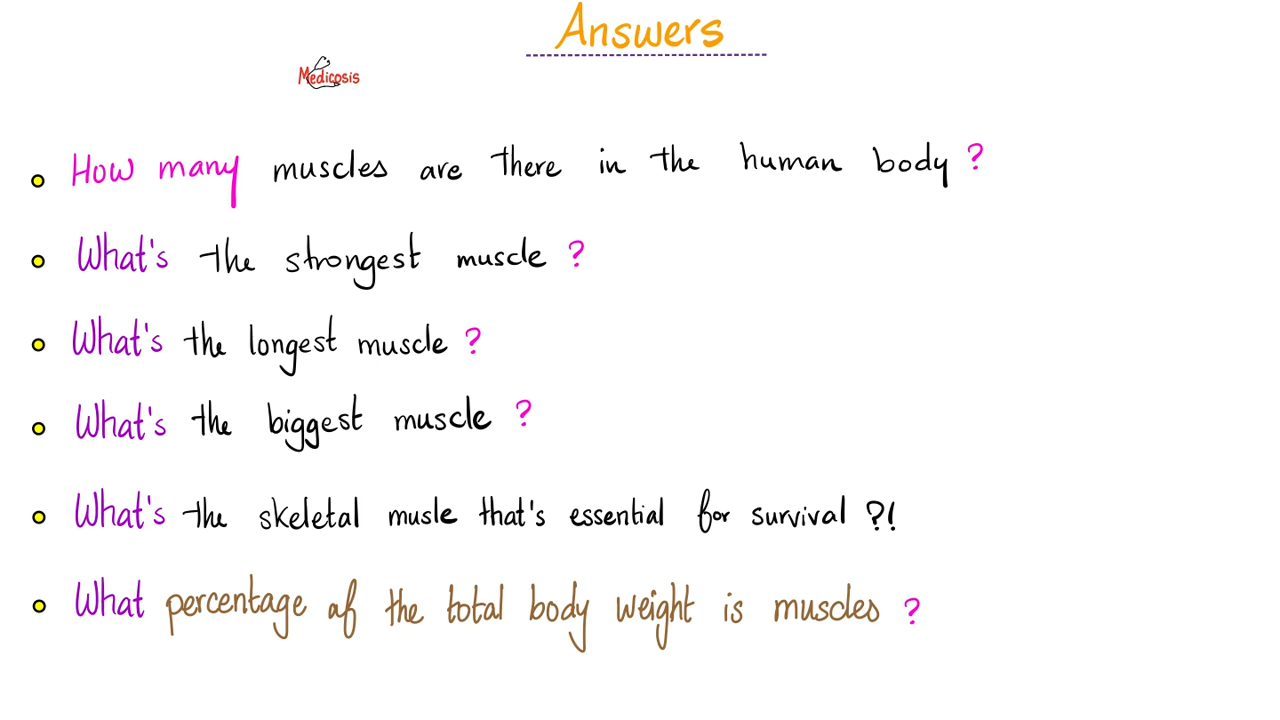 Answers
Medicosis
How many muscles are there in the human body ?
What's the strongest muscle ?
What's the longest muscle ?
What's the biggest muscle ?
What's the skeletal musle that's essential for survival ?!
What percentage of the total body weight is muscles ?